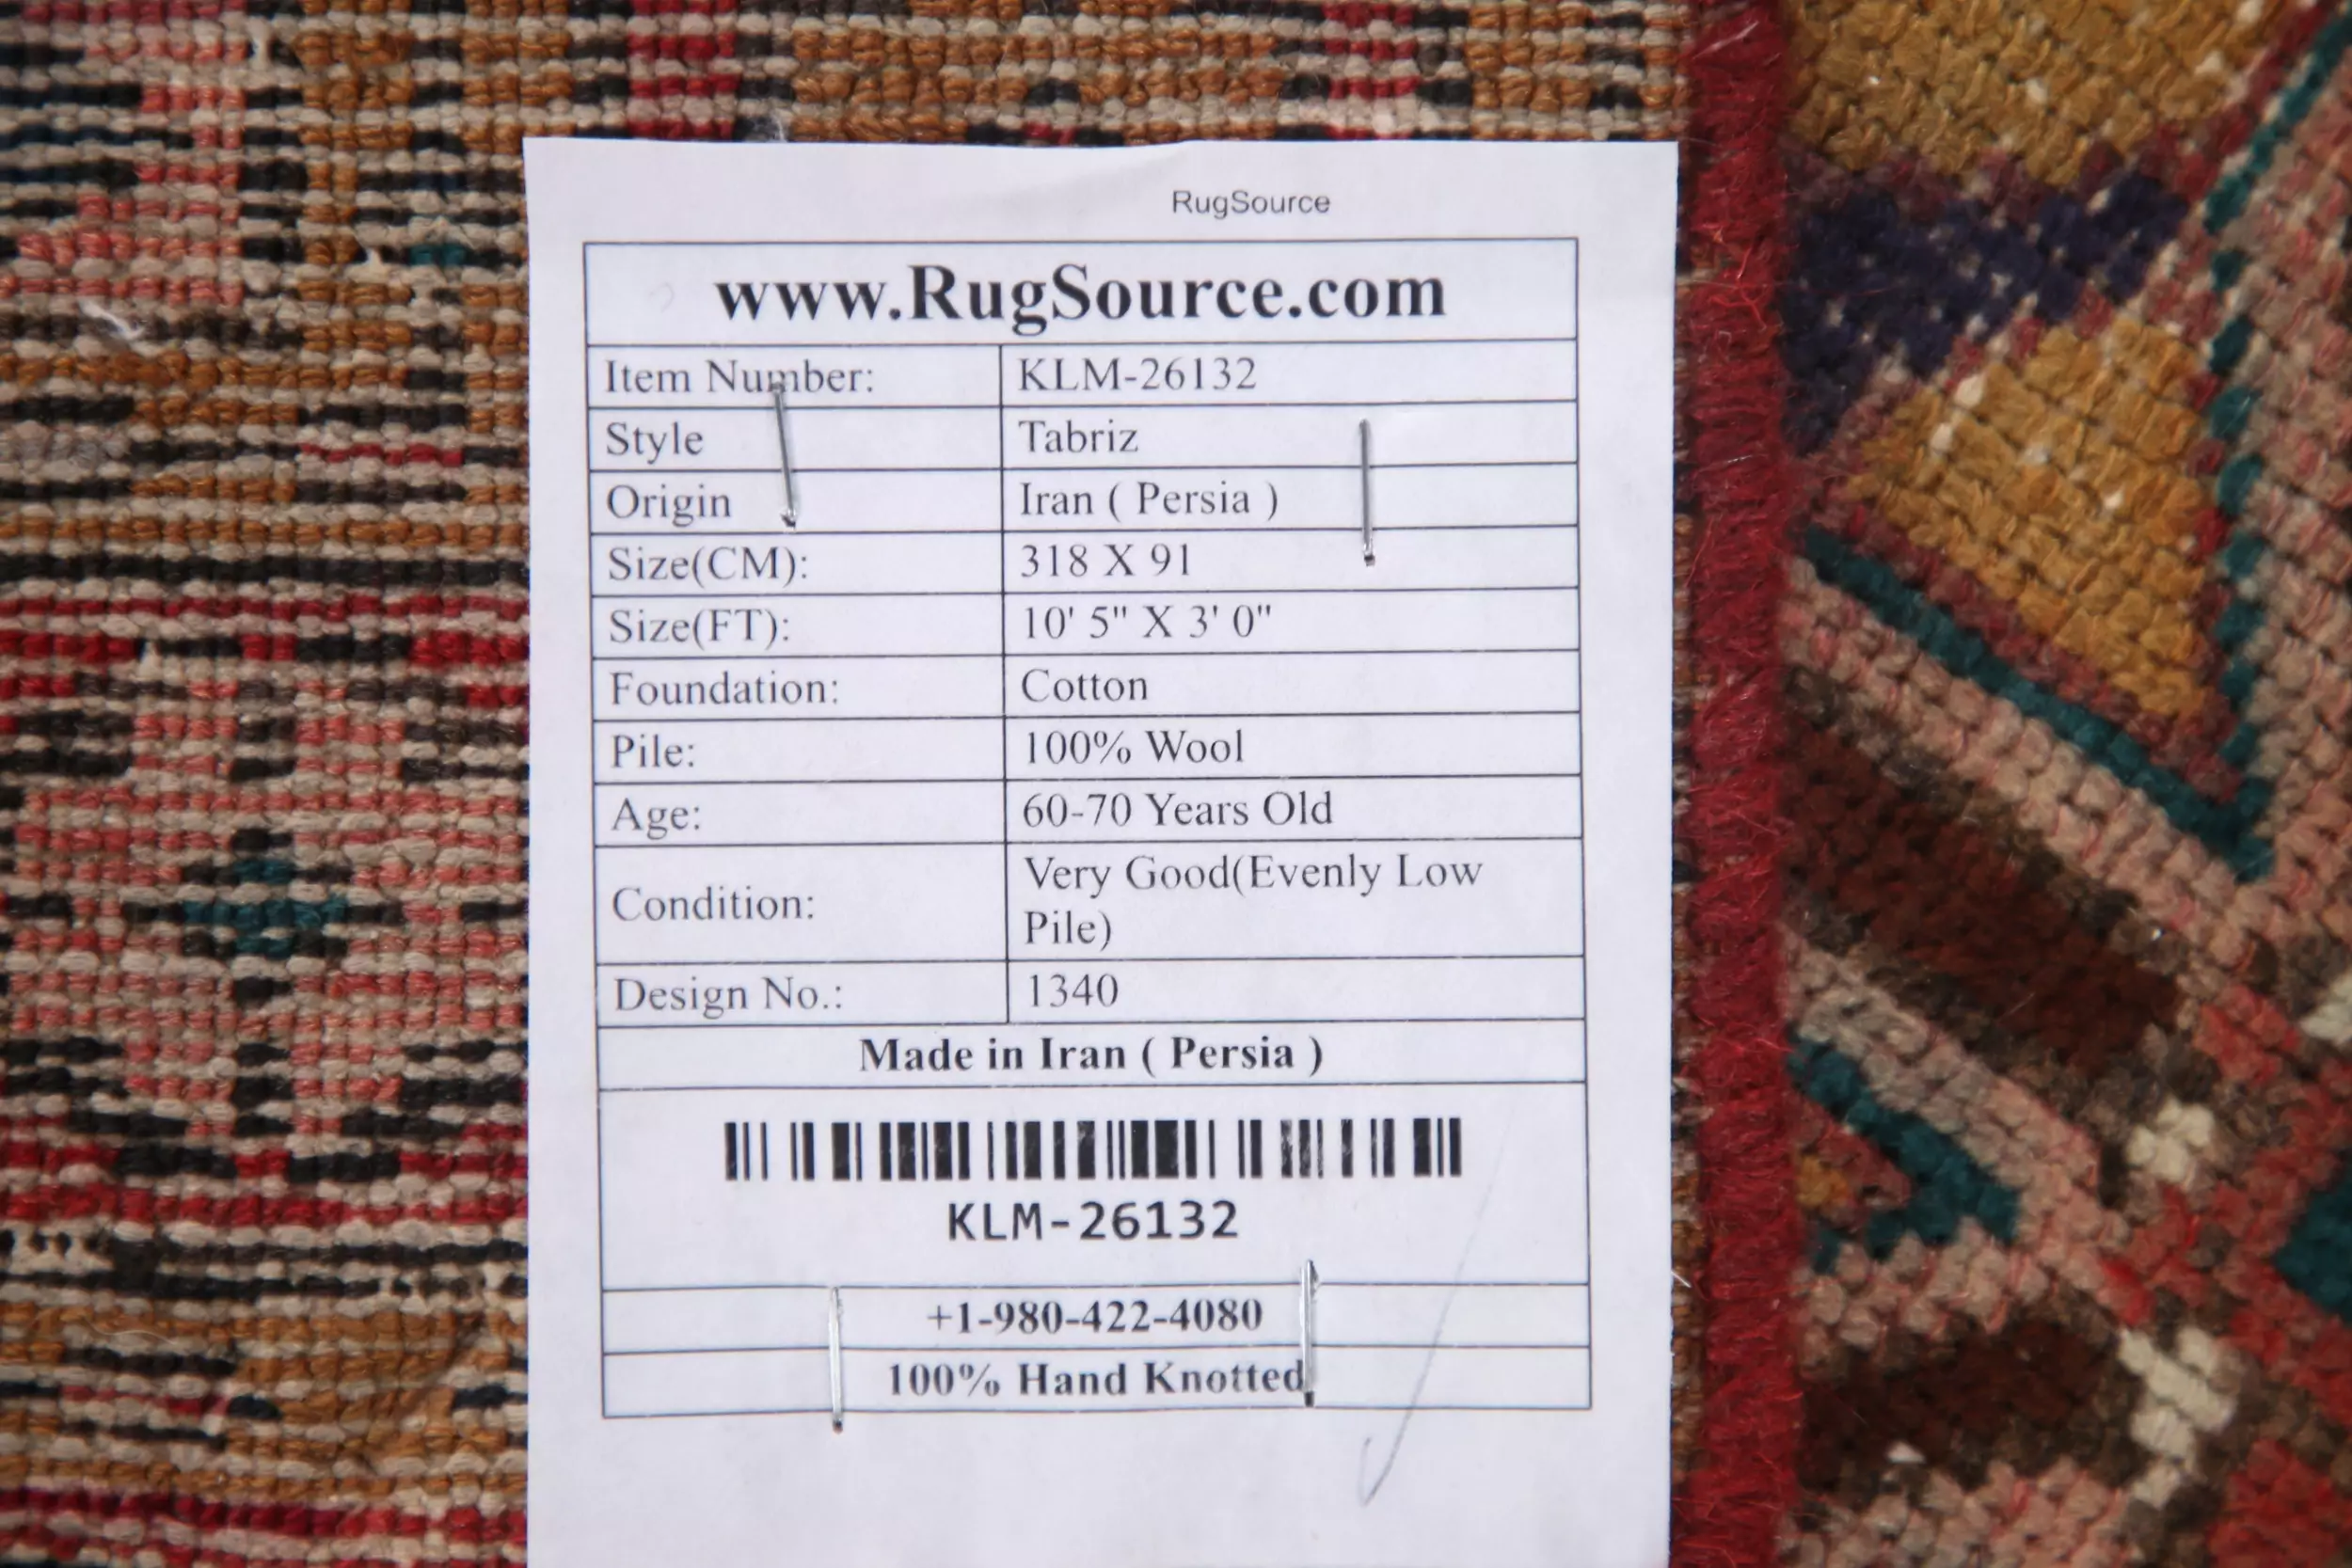 RugSource
www.RugSource.com
Item Number: KLM-26132
Style Tabriz
Origin Iran ( Persia )
Size(CM): 318 X 91
Size(FT): 10' 5" X 3' 0"
Foundation: Cotton
Pile: 100% Wool
Age: 60-70 Years Old
Condition: Very Good(Evenly Low
Pile)
Design No.: 1340
Made in Iran ( Persia )
KLM-26132
+1-980-422-4080
100% Hand Knotted